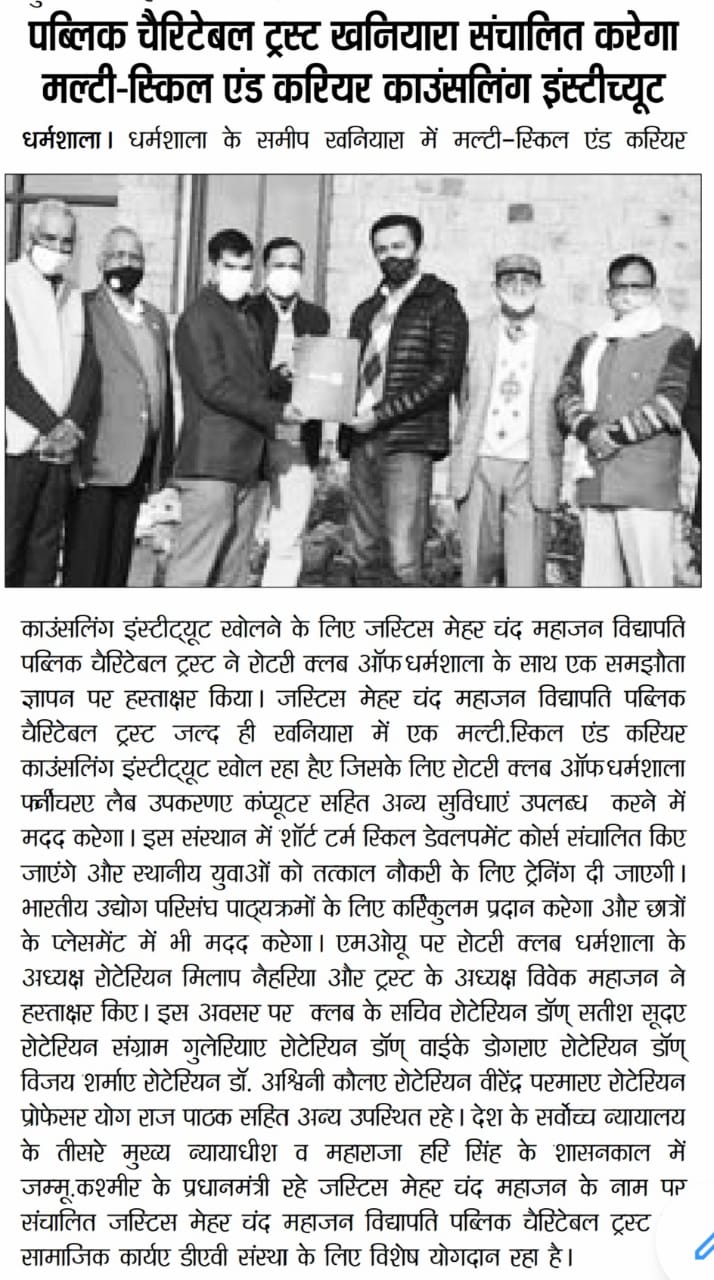 पब्लिक चैरिटेबल ट्रस्ट खनियारा संचालित करेगा
मल्टी-स्किल एंड करियर काउंसलिंग इंस्टीच्यूट
धर्मशाला। धर्मशाला के समीप खनियारा में मल्टी-स्किल एंड करियर
काउंसलिंग इंस्टीट्यूट खोलने के लिए जस्टिस मेहर चंद महाजन विद्यापति
पब्लिक चैरिटेबल ट्रस्ट ने रोटरी क्लब ऑफ धर्मशाला के साथ एक समझौता
ज्ञापन पर हस्ताक्षर किया। जस्टिस मेहर चंद महाजन विद्यापति पब्लिक
चैरिटेबल ट्रस्ट जल्द ही खनियारा में एक मल्टी.स्किल एंड करियर
काउंसलिंग इंस्टीट्यूट खोल रहा हैए जिसके लिए रोटरी क्लब ऑफ धर्मशाला
फर्नीचरए लैब उपकरणए कंप्यूटर सहित अन्य सुविधाएं उपलब्ध करने में
मदद करेगा। इस संस्थान में शॉर्ट टर्म स्किल डेवलपमेंट कोर्स संचालित किए
जाएंगे और स्थानीय युवाओं को तत्काल नौकरी के लिए ट्रेनिंग दी जाएगी।
भारतीय उद्योग परिसंघ पाठ्यक्रमों के लिए करिकुलम प्रदान करेगा और छात्रों
के प्लेसमेंट में भी मदद करेगा। एमओयू पर रोटरी क्लब धर्मशाला के
अध्यक्ष रोटेरियन मिलाप नैहरिया और ट्रस्ट के अध्यक्ष विवेक महाजन ने
हस्ताक्षर किए। इस अवसर पर क्लब के सचिव रोटेरियन डॉण् सतीश सूदए
रोटेरियन संग्राम गुलेरियाए रोटेरियन डॉण् वाईके डोगराए रोटेरियन डॉण्
विजय शर्माए रोटेरियन डॉ. अश्विनी कौलए रोटेरियन वीरेंद्र परमारए रोटेरियन
प्रोफेसर योग राज पाठक सहित अन्य उपस्थित रहे। देश के सर्वोच्च न्यायालय
के तीसरे मुख्य न्यायाधीश व महाराजा हरि सिंह के शासनकाल में
जम्मू.कश्मीर के प्रधानमंत्री रहे जस्टिस मेहर चंद महाजन के नाम पर
संचालित जस्टिस मेहर चंद महाजन विद्यापति पब्लिक चैरिटेबल ट्रस्ट
सामाजिक कार्यए डीएवी संस्था के लिए विशेष योगदान रहा है।